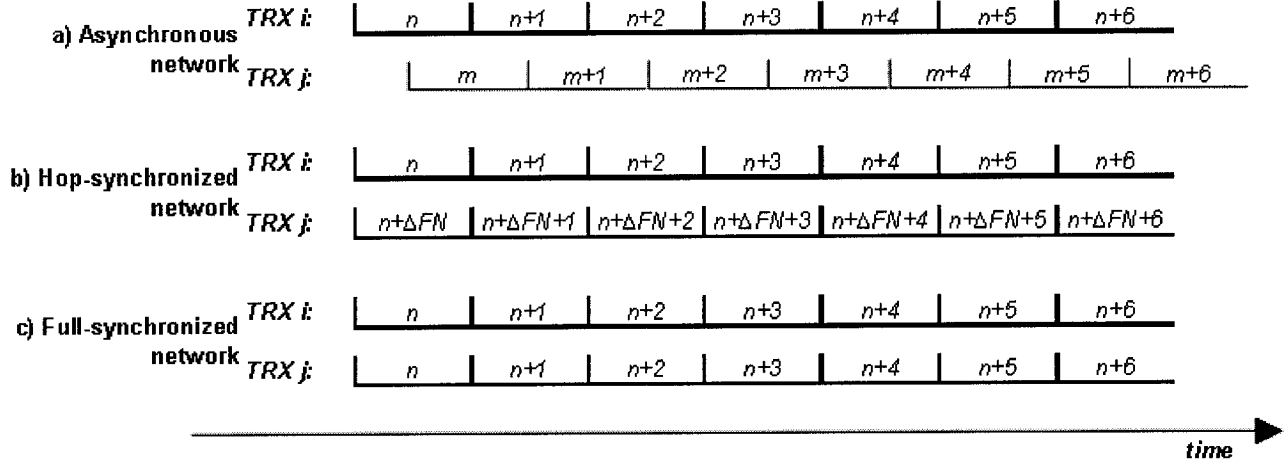 a) Asynchronous network
TRX i: n n+1 n+2 n+3 n+4 n+5 n+6
TRX j: m m+1 m+2 m+3 m+4 m+5 m+6
b) Hop-synchronized network
TRX i: n n+1 n+2 n+3 n+4 n+5 n+6
TRX j: n+ΔFN n+ΔFN+1 n+ΔFN+2 n+ΔFN+3 n+ΔFN+4 n+ΔFN+5 n+ΔFN+6
c) Full-synchronized network
TRX i: n n+1 n+2 n+3 n+4 n+5 n+6
TRX j: n n+1 n+2 n+3 n+4 n+5 n+6
time